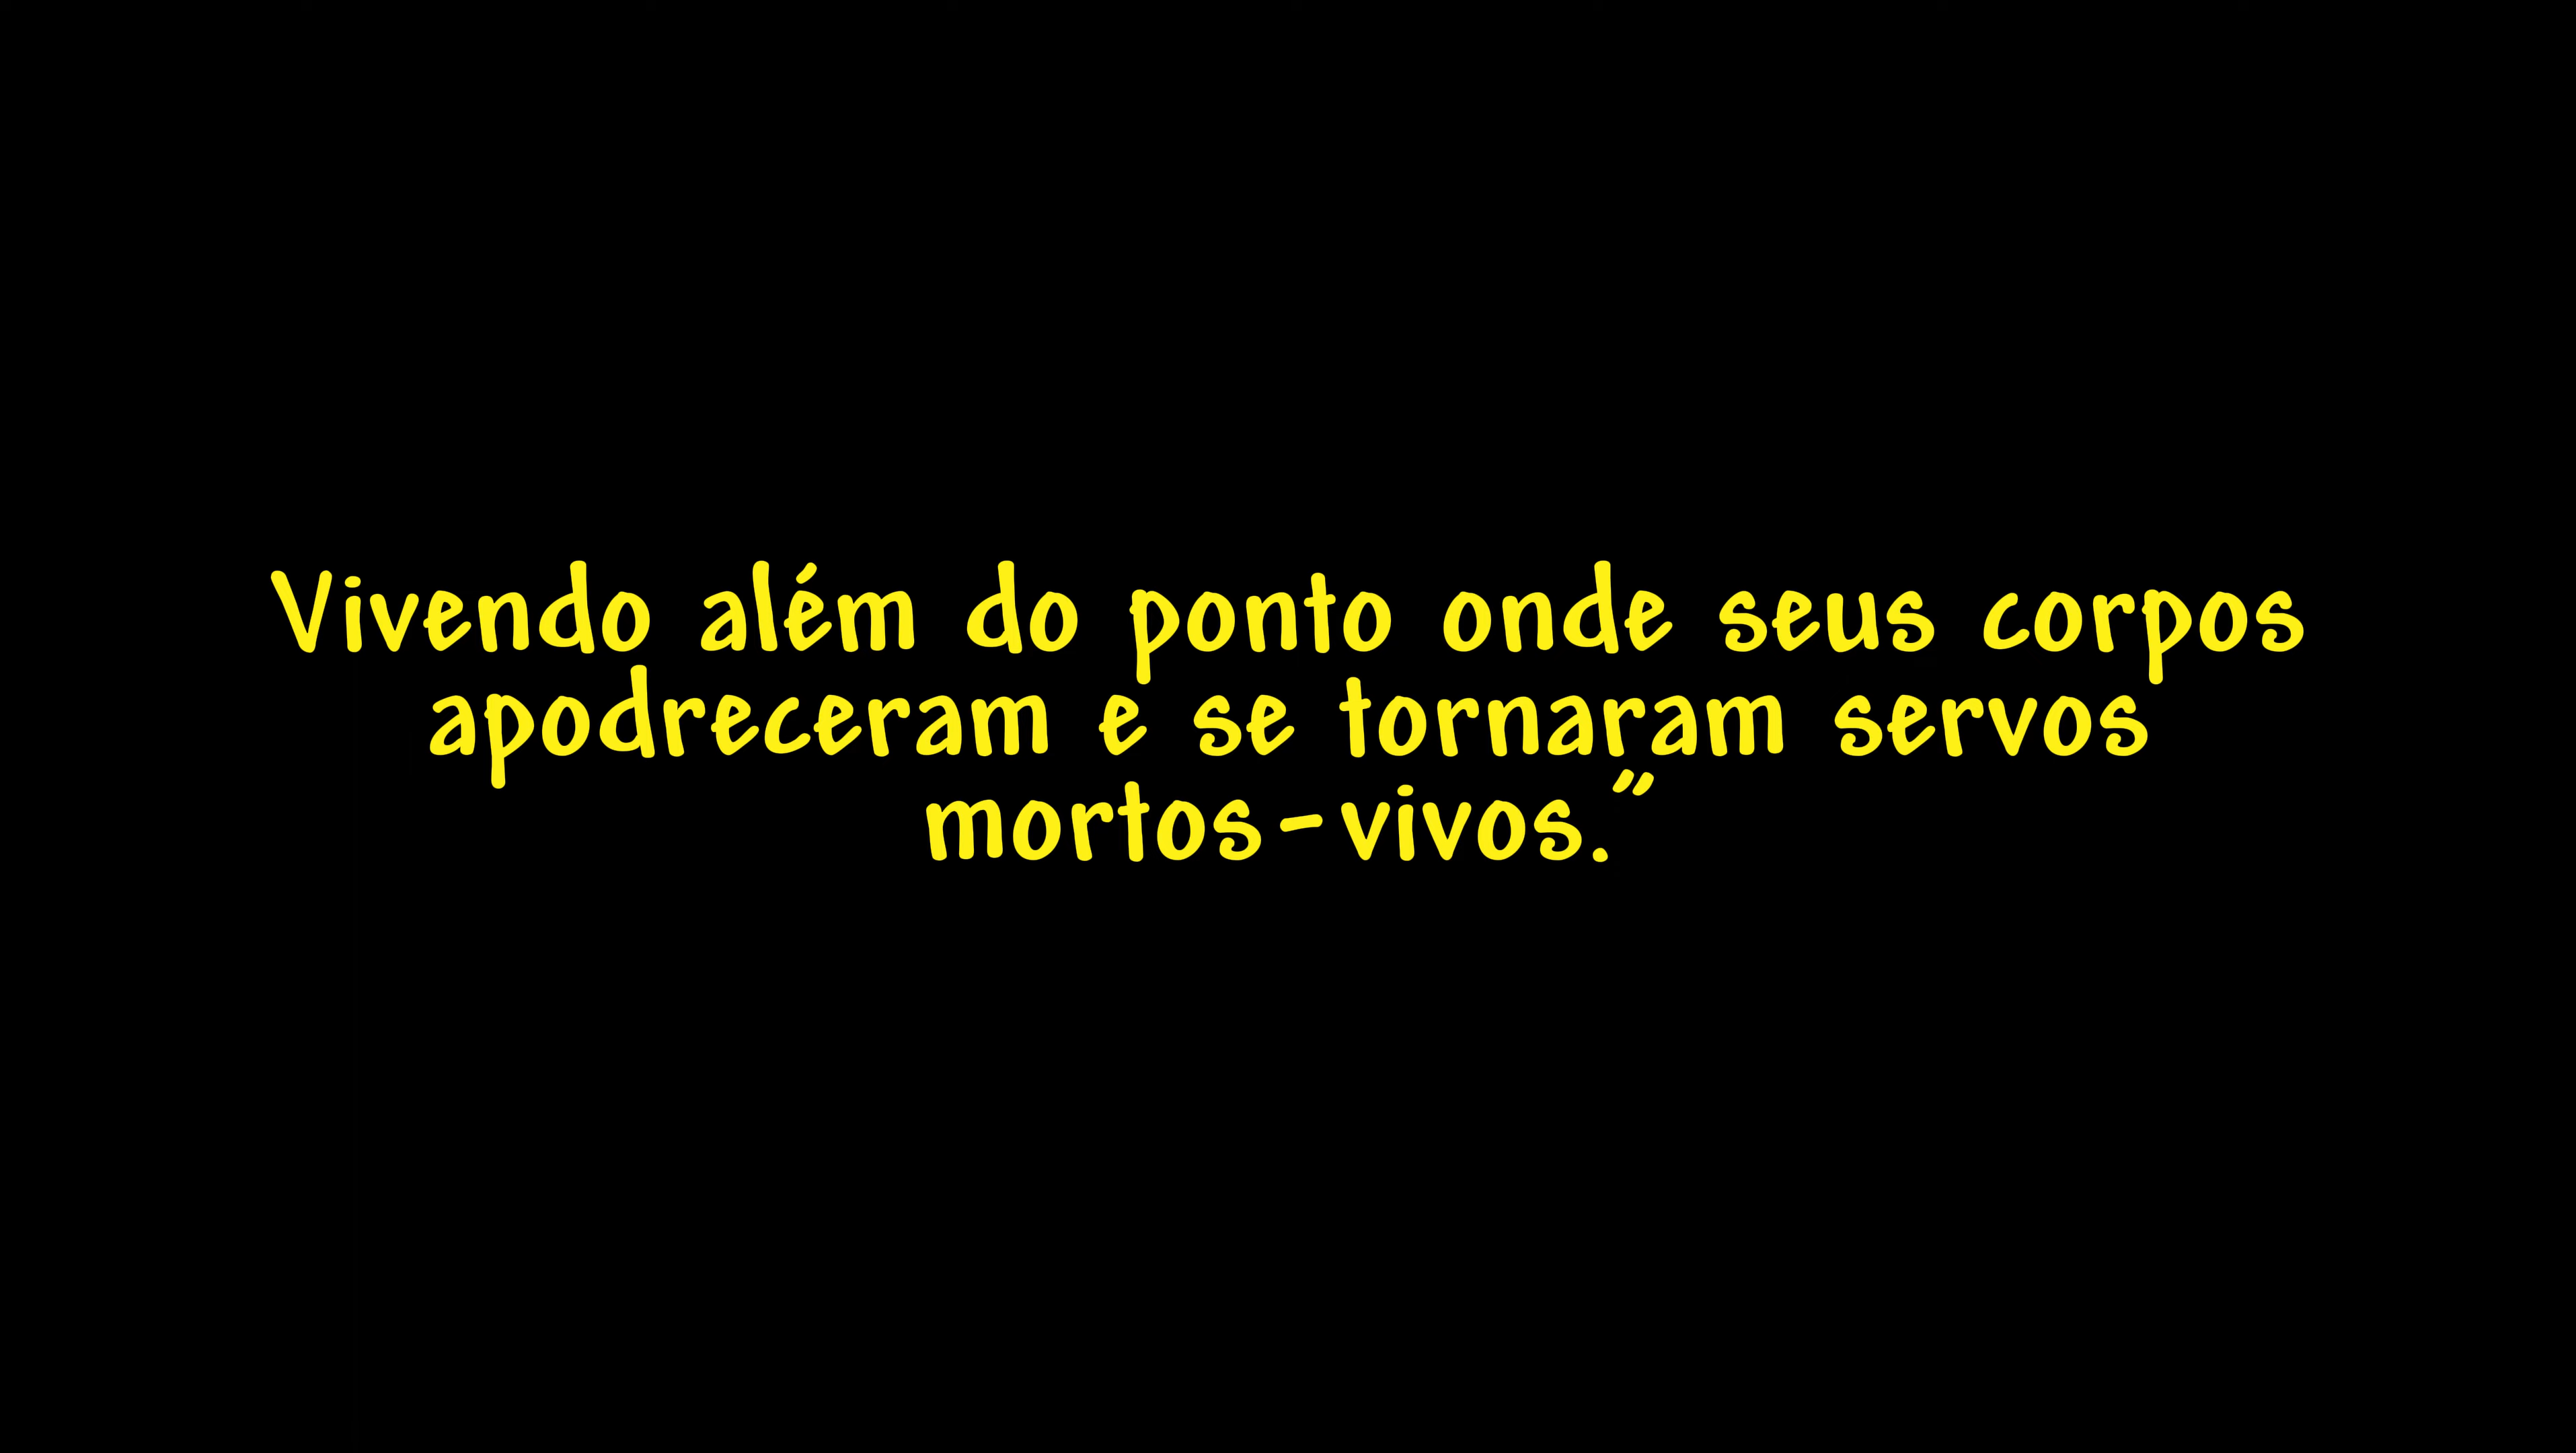 Vivendo além do ponto onde seus corpos
apodreceram e se tornaram servos
mortos-vivos.”